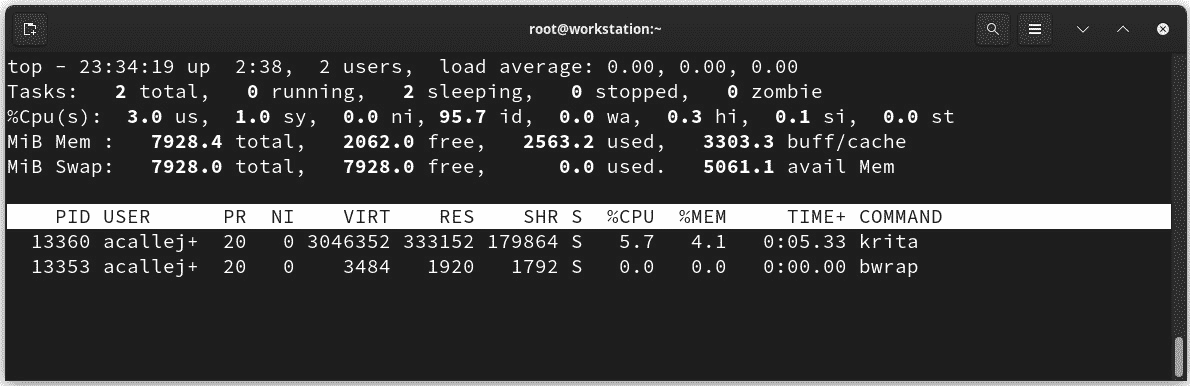 root@workstation:~
top - 23:34:19 up  2:38,  2 users,  load average: 0.00, 0.00, 0.00
Tasks:   2 total,   0 running,   2 sleeping,   0 stopped,   0 zombie
%Cpu(s):  3.0 us,  1.0 sy,  0.0 ni, 95.7 id,  0.0 wa,  0.3 hi,  0.1 si,  0.0 st
MiB Mem :   7928.4 total,   2062.0 free,   2563.2 used,   3303.3 buff/cache
MiB Swap:   7928.0 total,   7928.0 free,      0.0 used.   5061.1 avail Mem
PID USER      PR  NI    VIRT    RES    SHR S  %CPU  %MEM     TIME+ COMMAND
13360 acallej+  20   0 3046352 333152 179864 S   5.7   4.1   0:05.33 krita
13353 acallej+  20   0    3484   1920   1792 S   0.0   0.0   0:00.00 bwrap